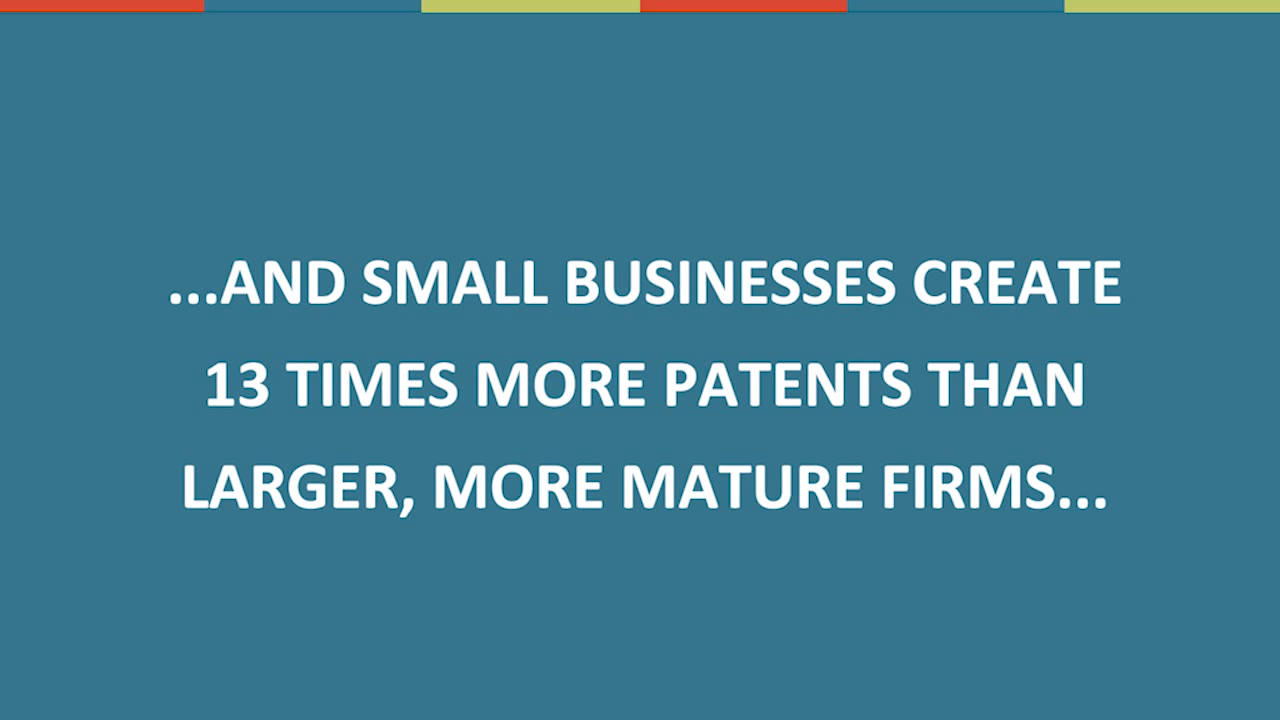 ...AND SMALL BUSINESSES CREATE
13 TIMES MORE PATENTS THAN
LARGER, MORE MATURE FIRMS...